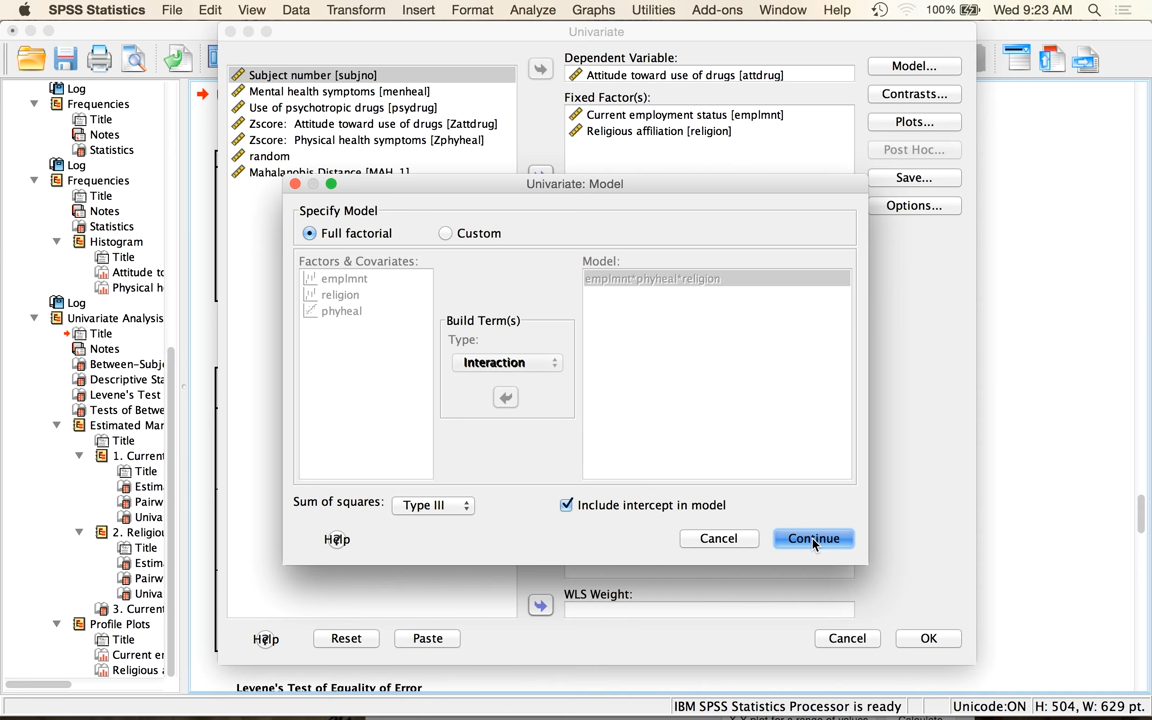 SPSS Statistics File Edit View Data Transform Insert Format Analyze Graphs Utilities Add-ons Window Help 100% Wed 9:23 AM
Univariate
Log
Frequencies
Title
Notes
Statistics
Log
Frequencies
Title
Notes
Statistics
Histogram
Title
Attitude to
Physical h
Log
Univariate Analysis
Title
Notes
Between-Subj
Descriptive Sta
Levene's Test
Tests of Betwe
Estimated Mar
Title
1. Current
Title
Estim
Pairw
Univa
2. Religiou
Title
Estim
Pairw
Univa
3. Current
Profile Plots
Title
Current en
Religious a
Subject number [subjno]
Mental health symptoms [menheal]
Use of psychotropic drugs [psydrug]
Zscore: Attitude toward use of drugs [Zattdrug]
Zscore: Physical health symptoms [Zphyheal]
random
Mahalanobis Distance [MAH_1]
Dependent Variable:
Attitude toward use of drugs [attdrug]
Fixed Factor(s):
Current employment status [emplmnt]
Religious affiliation [religion]
Model...
Contrasts...
Plots...
Post Hoc...
Save...
Options...
Univariate: Model
Specify Model
Full factorial Custom
Factors & Covariates:
emplmnt
religion
phyheal
Build Term(s)
Type:
Interaction
Model:
emplmnt*phyheal*religion
Sum of squares: Type III Include intercept in model
Help Cancel Continue
WLS Weight:
Help Reset Paste Cancel OK
Levene's Test of Equality of Error
IBM SPSS Statistics Processor is ready Unicode:ON H: 504, W: 629 pt.